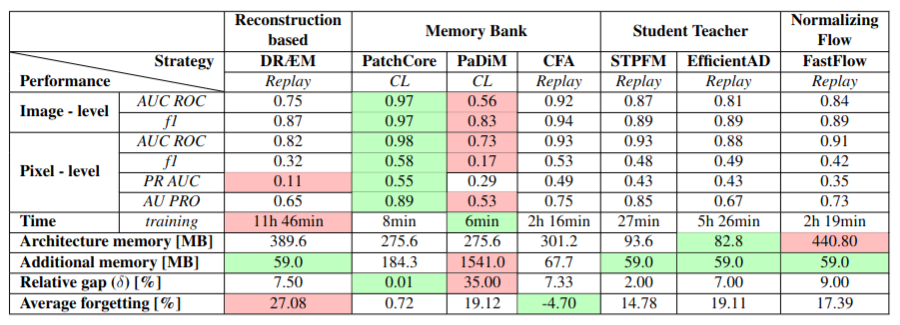 Reconstruction based Memory Bank Student Teacher Normalizing Flow
Strategy DRÆM PatchCore PaDiM CFA STPFM EfficientAD FastFlow
Performance Replay CL CL Replay Replay Replay Replay
Image - level AUC ROC 0.75 0.97 0.56 0.92 0.87 0.81 0.84
f1 0.87 0.97 0.83 0.94 0.89 0.89 0.89
Pixel - level AUC ROC 0.82 0.98 0.73 0.93 0.93 0.88 0.91
f1 0.32 0.58 0.17 0.53 0.48 0.49 0.42
PR AUC 0.11 0.55 0.29 0.49 0.43 0.43 0.35
AU PRO 0.65 0.89 0.53 0.75 0.85 0.67 0.73
Time training 11h 46min 8min 6min 2h 16min 27min 5h 26min 2h 19min
Architecture memory [MB] 389.6 275.6 275.6 301.2 93.6 82.8 440.80
Additional memory [MB] 59.0 184.3 1541.0 67.7 59.0 59.0 59.0
Relative gap (δ) [%] 7.50 0.01 35.00 7.33 2.00 7.00 9.00
Average forgetting [%] 27.08 0.72 19.12 -4.70 14.78 19.11 17.39